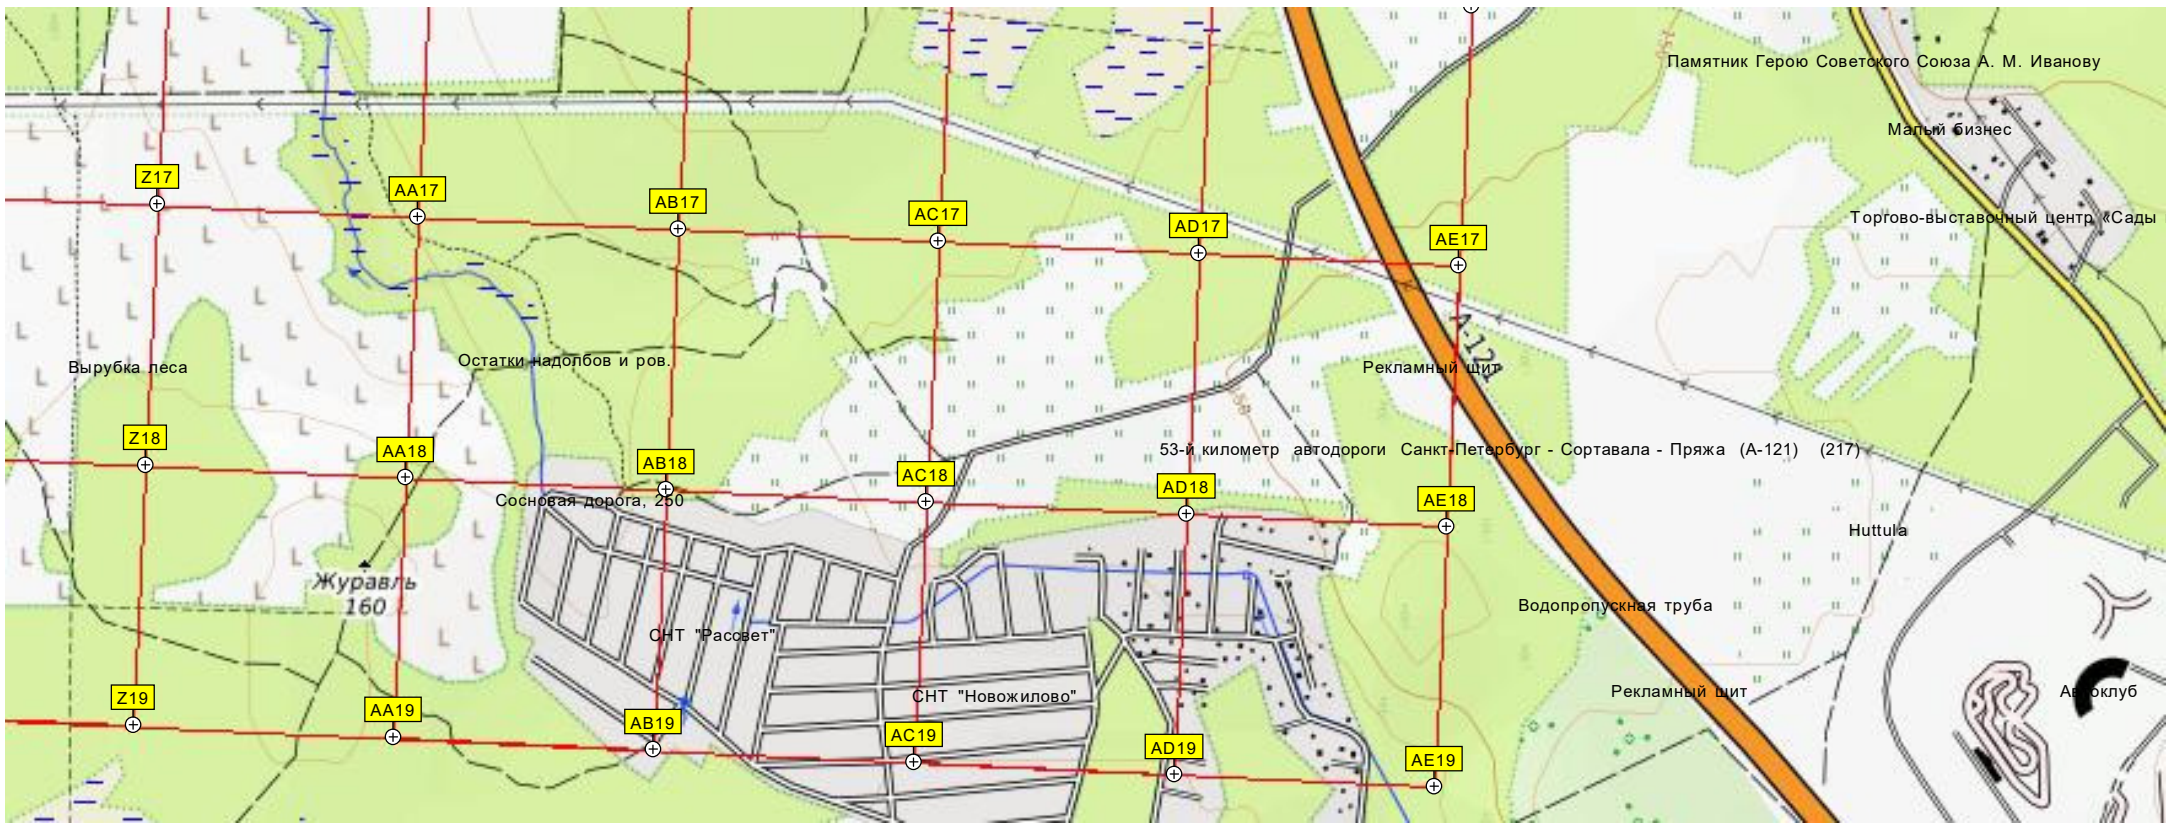 Памятник Герою Советского Союза А. М. Иванову
Малый бизнес
Z17
AA17
AB17
AC17
AD17
AE17
Торгово-выставочный центр «Сады
А-121
Вырубка леса
Остатки надолбов и ров.
Рекламный щит
150
Z18
AA18
AB18
AC18
AD18
AE18
53-й километр автодороги Санкт-Петербург - Сортавала - Пряжа (А-121) (217)
Сосновая дорога, 250
Huttula
Журавль
160
Водопропускная труба
СНТ "Рассвет"
СНТ "Новожилово"
Рекламный щит
Автоклуб
Z19
AA19
AB19
AC19
AD19
AE19